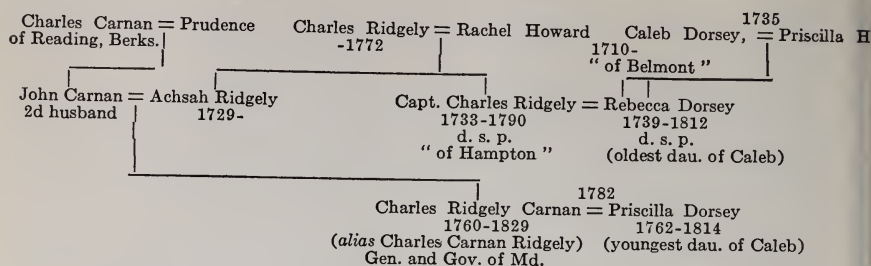 1735
Charles Carnan = Prudence Charles Ridgely = Rachel Howard Caleb Dorsey, = Priscilla H
of Reading, Berks. -1772 1710-
" of Belmont "
John Carnan = Achsah Ridgely Capt. Charles Ridgely = Rebecca Dorsey
2d husband 1729- 1733-1790 1739-1812
d. s. p. d. s. p.
" of Hampton " (oldest dau. of Caleb)
1782
Charles Ridgely Carnan = Priscilla Dorsey
1760-1829 1762-1814
(alias Charles Carnan Ridgely) (youngest dau. of Caleb)
Gen. and Gov. of Md.